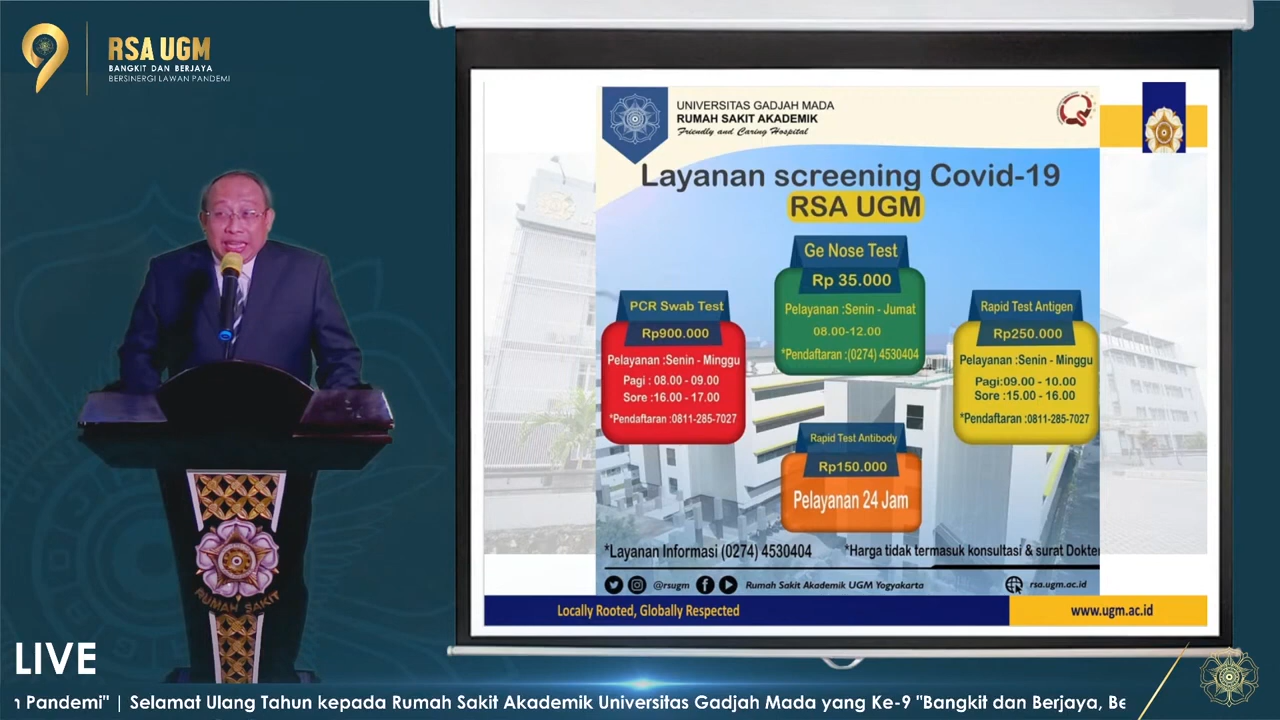 RSA UGM
BANGKIT DAN BERJAYA
BERSINERGI LAWAN PANDEMI
UNIVERSITAS GADJAH MADA
RUMAH SAKIT AKADEMIK
Friendly and Caring Hospital
Layanan screening Covid-19
RSA UGM
Ge Nose Test
Rp 35.000
Pelayanan :Senin - Jumat
08.00-12.00
*Pendaftaran :(0274) 4530404
PCR Swab Test
Rp900.000
Pelayanan :Senin - Minggu
Pagi : 08.00 - 09.00
Sore :16.00 - 17.00
*Pendaftaran :0811-285-7027
Rapid Test Antigen
Rp250.000
Pelayanan :Senin - Minggu
Pagi:09.00 - 10.00
Sore :15.00 - 16.00
*Pendaftaran :0811-285-7027
Rapid Test Antibody
Rp150.000
Pelayanan 24 Jam
*Layanan Informasi (0274) 4530404
*Harga tidak termasuk konsultasi & surat Dokte
@rsugm
Rumah Sakit Akademik UGM Yogyakarta
rsa.ugm.ac.id
Locally Rooted, Globally Respected
www.ugm.ac.id
RUMAH SAKIT
LIVE
n Pandemi" | Selamat Ulang Tahun kepada Rumah Sakit Akademik Universitas Gadjah Mada yang Ke-9 "Bangkit dan Berjaya, Be